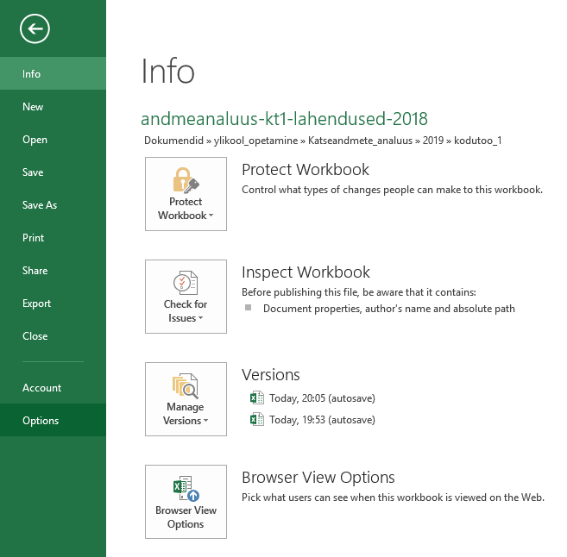 Info
New
Open
Save
Save As
Print
Share
Export
Close
Account
Options
Info
andmeanaluus-kt1-lahendused-2018
Dokumendid » ylikool_opetamine » Katseandmete_analuus » 2019 » kodutoo_1
Protect
Workbook
Protect Workbook
Control what types of changes people can make to this workbook.
Check for
Issues
Inspect Workbook
Before publishing this file, be aware that it contains:
Document properties, author's name and absolute path
Manage
Versions
Versions
Today, 20:05 (autosave)
Today, 19:53 (autosave)
Browser View
Options
Browser View Options
Pick what users can see when this workbook is viewed on the Web.